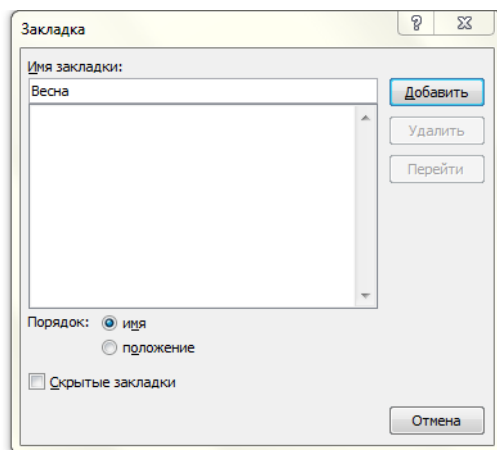 Закладка
Имя закладки:
Весна
Добавить
Удалить
Перейти
Порядок: имя
положение
Скрытые закладки
Отмена